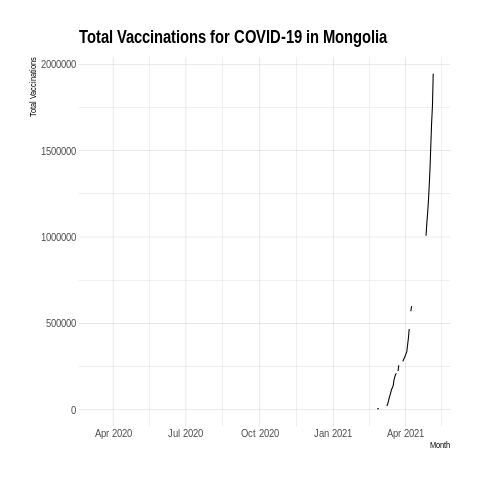 Total Vaccinations for COVID-19 in Mongolia
Total Vaccinations
2000000
1500000
1000000
500000
0
Apr 2020 Jul 2020 Oct 2020 Jan 2021 Apr 2021
Month